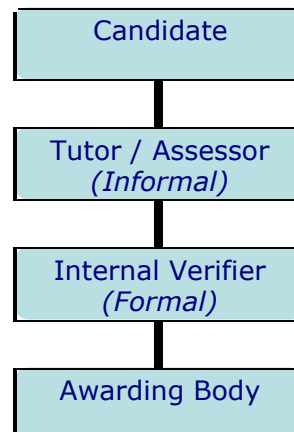 Candidate
Tutor / Assessor
(Informal)
Internal Verifier
(Formal)
Awarding Body